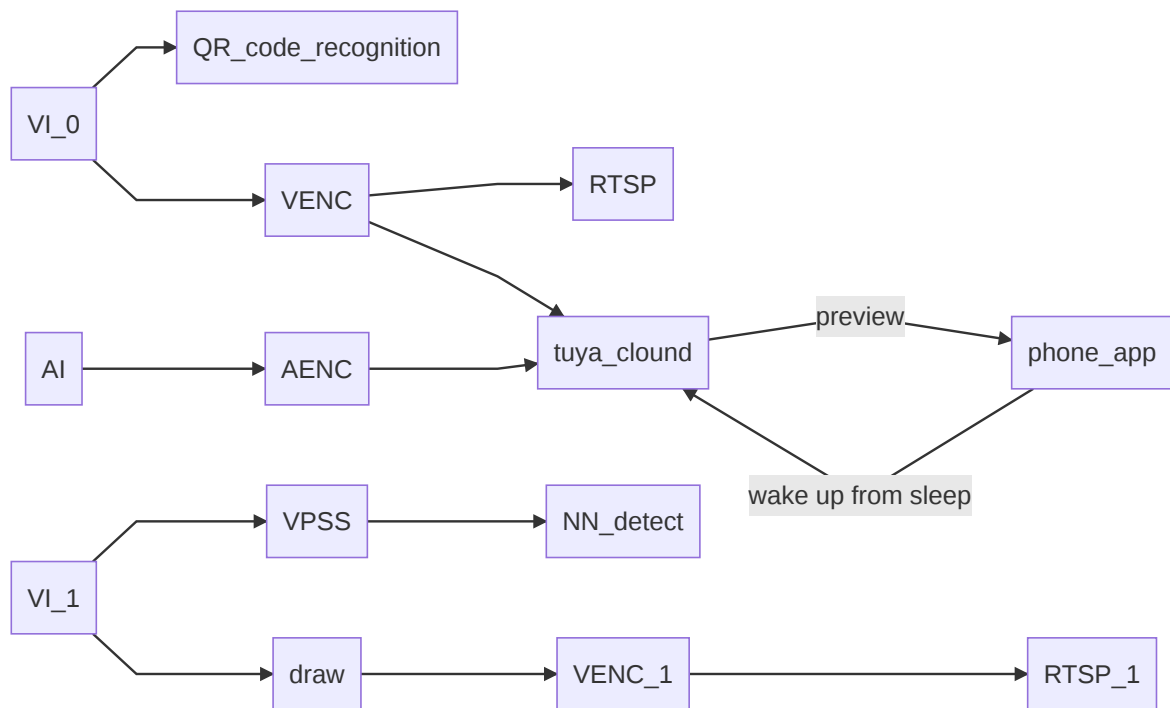 QR_code_recognition
VI_0
VENC
RTSP
AI
AENC
tuya_clound
preview
phone_app
wake up from sleep
VPSS
NN_detect
VI_1
draw
VENC_1
RTSP_1